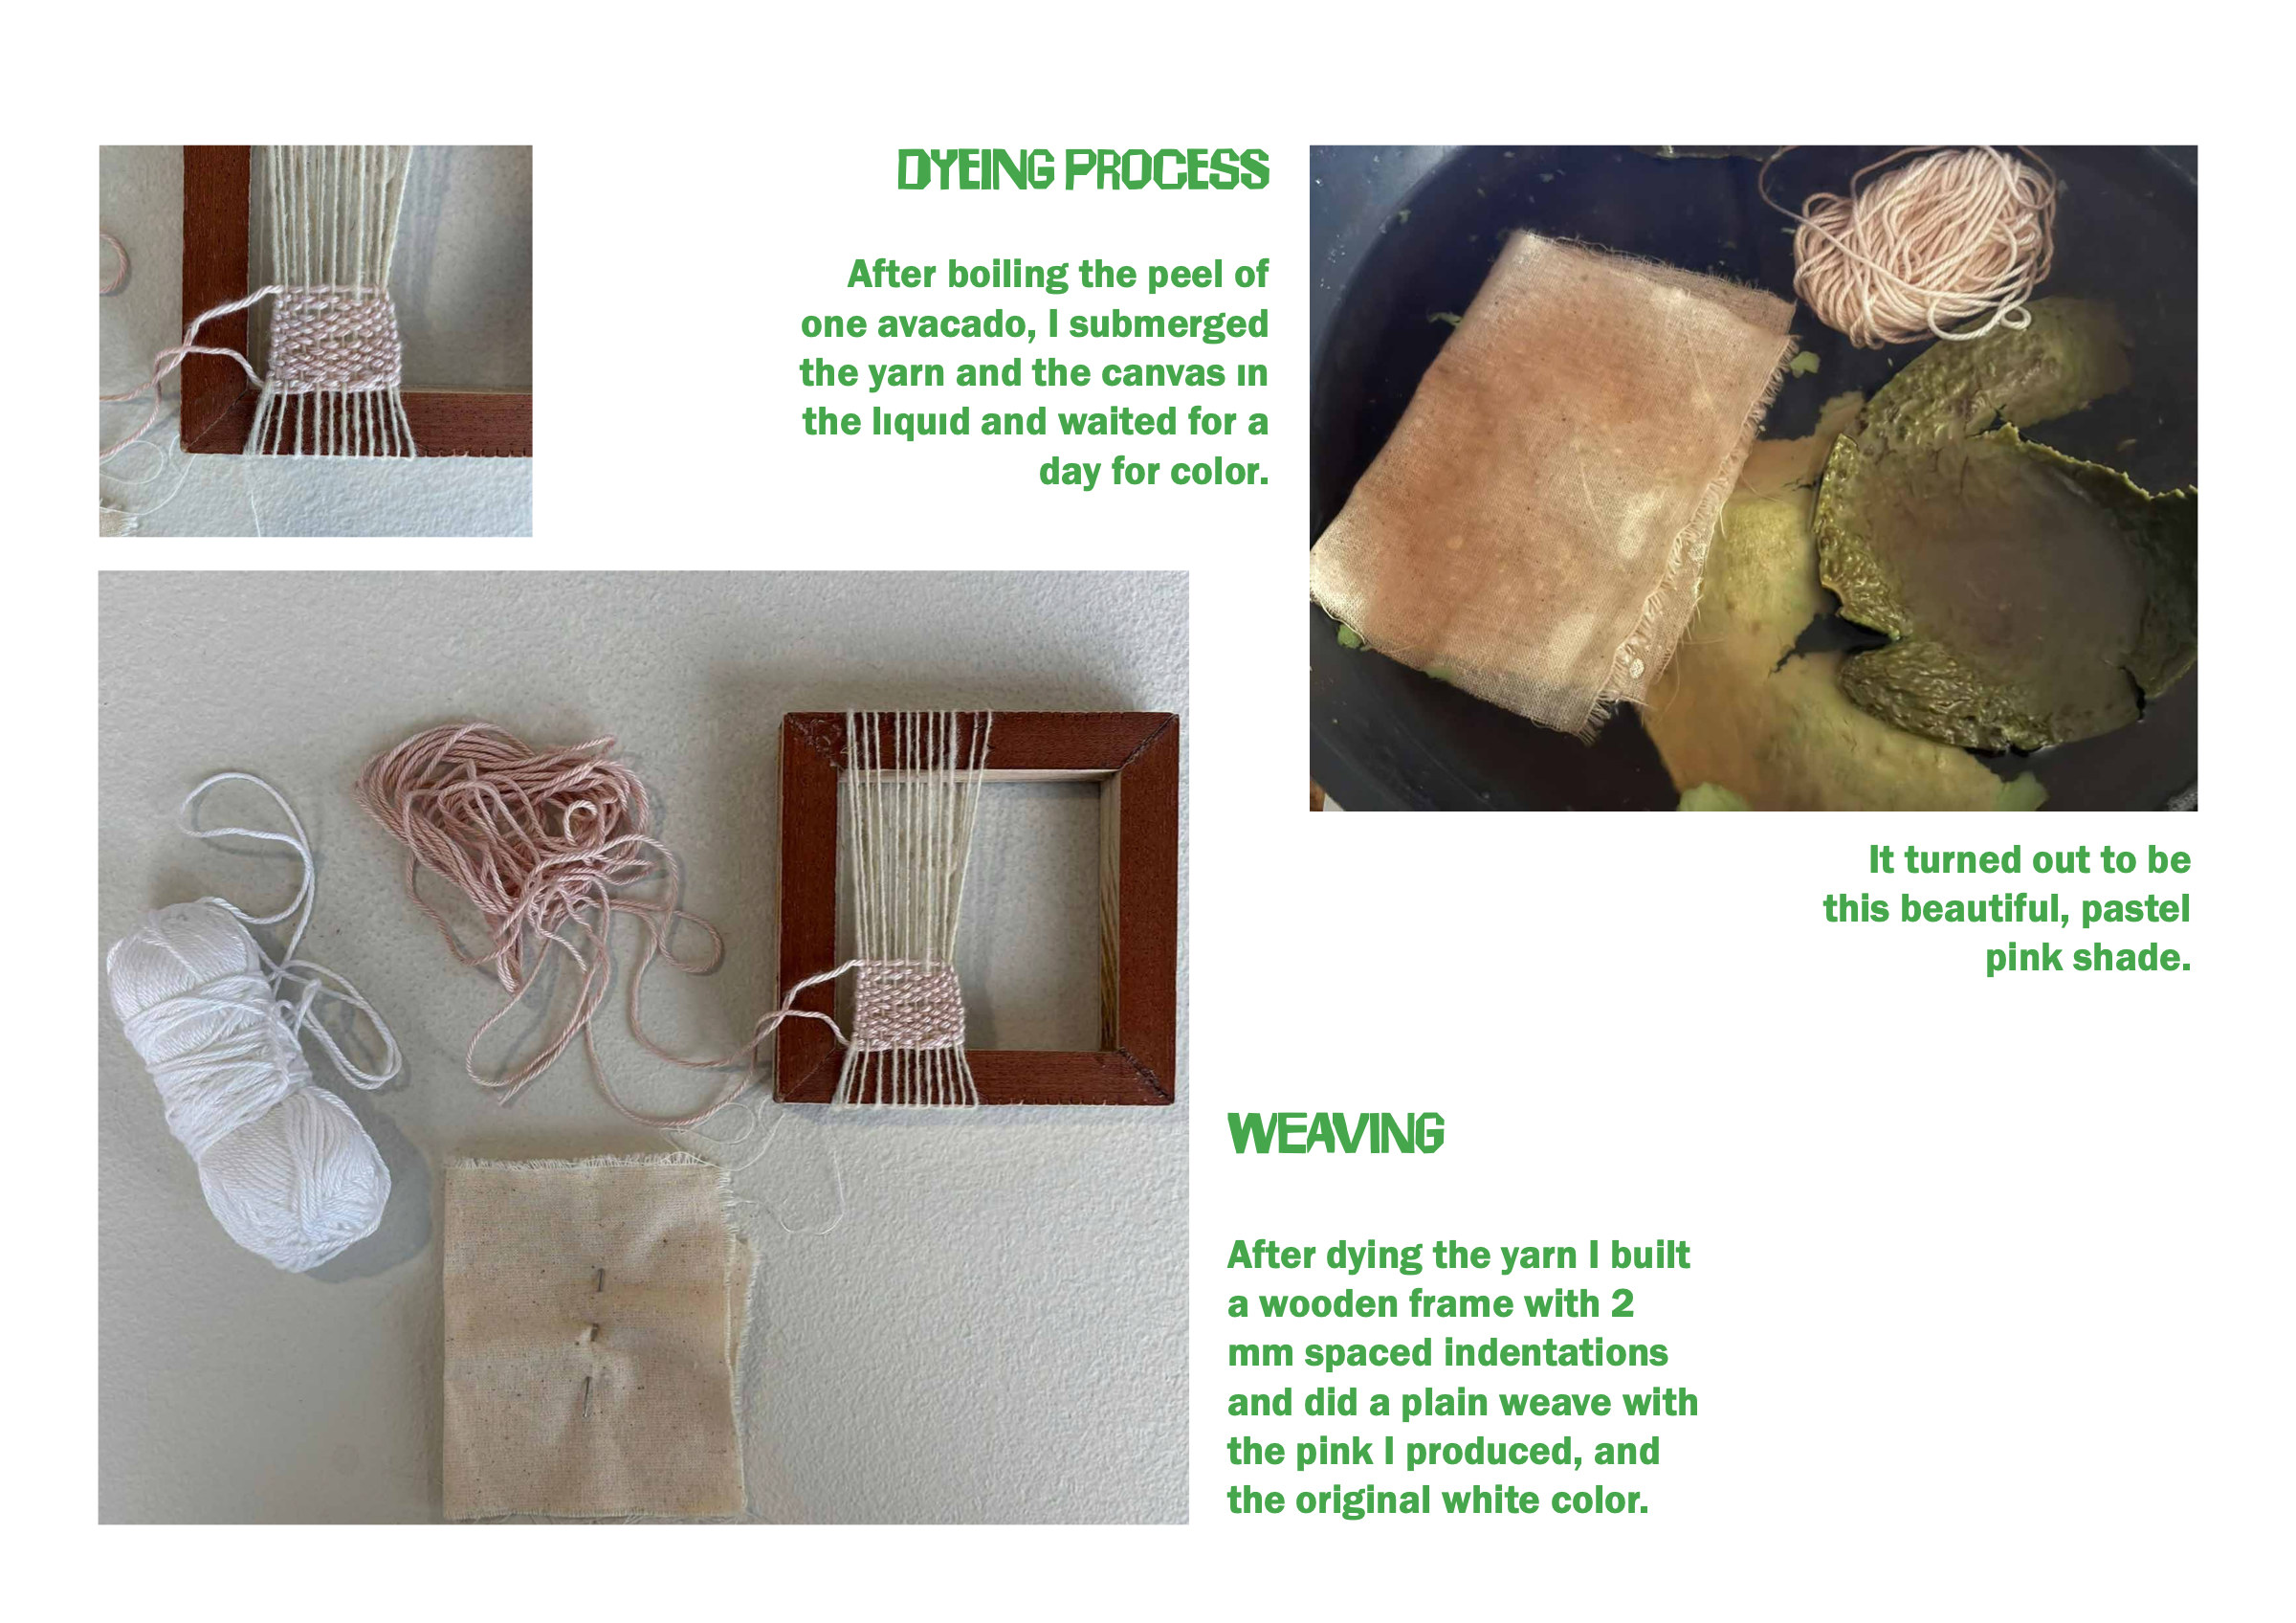 DYEING PROCESS
After boiling the peel of
one avacado, I submerged
the yarn and the canvas ın
the lıquıd and waited for a
day for color.
It turned out to be
this beautiful, pastel
pink shade.
WEAVING
After dying the yarn I built
a wooden frame with 2
mm spaced indentations
and did a plain weave with
the pink I produced, and
the original white color.